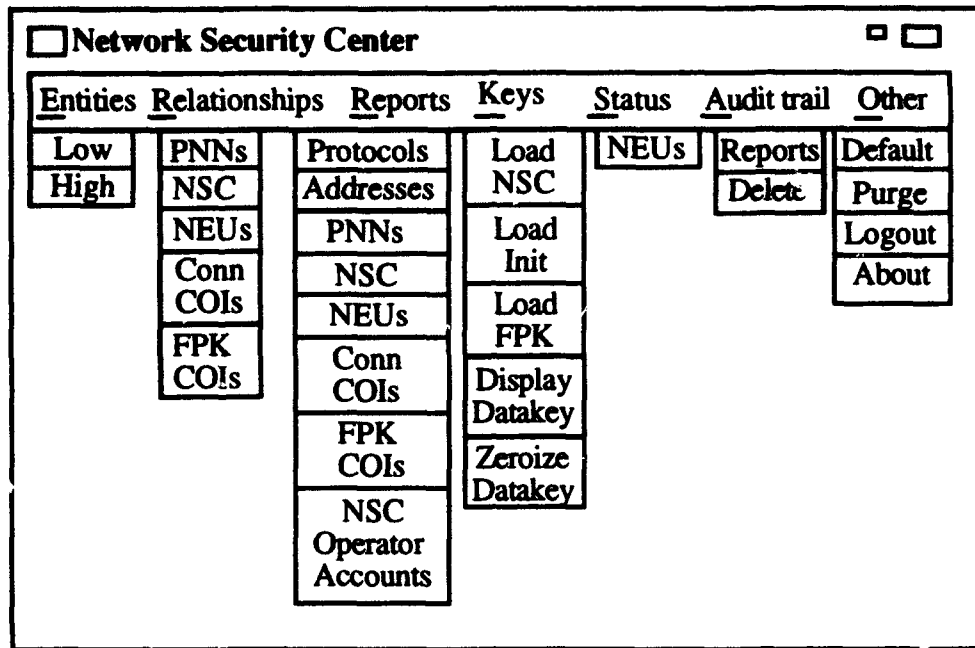 Network Security Center
Entities Relationships Reports Keys Status Audit trail Other
Low
High
PNNs
NSC
NEUs
Conn
COIs
FPK
COIs
Protocols
Addresses
PNNs
NSC
NEUs
Conn
COIs
FPK
COIs
NSC
Operator
Accounts
Load
NSC
Load
Init
Load
FPK
Display
Datakey
Zeroize
Datakey
NEUs
Reports
Delete
Default
Purge
Logout
About